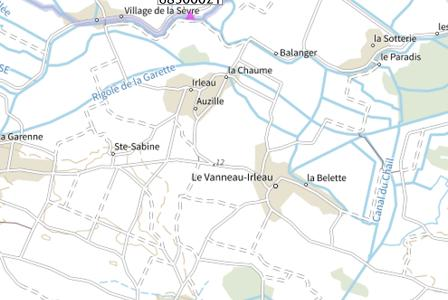 68500021
Village de la Sèvre
la Sotterie
Balanger
le Paradis
Rigole de la Garette
la Chaume
Irleau
Auzille
la Garenne
Ste-Sabine
12
Le Vanneau-Irleau
la Belette
Canal du Chail